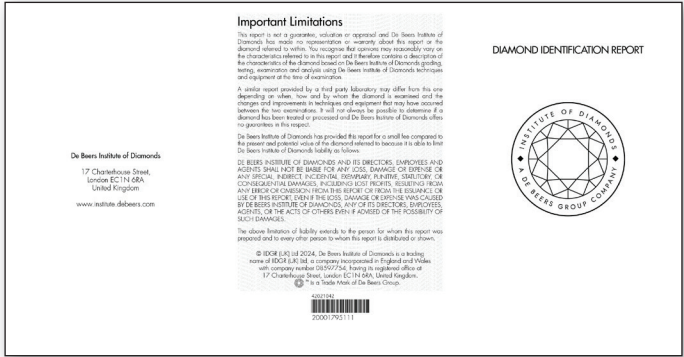 De Beers Institute of Diamonds
17 Charterhouse Street,
London EC1N 6RA
United Kingdom
www.institute.debeers.com
Important Limitations
This report is not a guarantee, valuation or appraisal and De Beers Institute of
Diamonds has made no representation or warranty about this report or the
diamond referred to within. You recognise that opinions may reasonably vary on
the characteristics referred to in this report and it therefore contains a description of
the characteristics of the diamond based on De Beers Institute of Diamonds grading,
testing, examination and analysis using De Beers Institute of Diamonds techniques
and equipment at the time of examination.
A similar report provided by a third party laboratory may differ from this one
depending on when, how and by whom the diamond is examined and the
changes and improvements in techniques and equipment that may have occurred
between the two examinations. It will not always be possible to determine if a
diamond has been treated or processed and De Beers Institute of Diamonds offers
no guarantees in this respect.
De Beers Institute of Diamonds has provided this report for a small fee compared to
the present and potential value of the diamond referred to because it is able to limit
De Beers Institute of Diamonds liability as follows:
DE BEERS INSTITUTE OF DIAMONDS AND ITS DIRECTORS, EMPLOYEES AND
AGENTS SHALL NOT BE LIABLE FOR ANY LOSS, DAMAGE OR EXPENSE OR
ANY SPECIAL, INDIRECT, INCIDENTAL EXEMPLARY, PUNITIVE, STATUTORY, OR
CONSEQUENTIAL DAMAGES, INCLUDING LOST PROFITS, RESULTING FROM
ANY ERROR OR OMISSION FROM THIS REPORT OR FROM THE ISSUANCE OR
USE OF THIS REPORT, EVEN IF THE LOSS, DAMAGE OR EXPENSE WAS CAUSED
BY DE BEERS INSTITUTE OF DIAMONDS, ANY OF ITS DIRECTORS, EMPLOYEES,
AGENTS, OR THE ACTS OF OTHERS EVEN IF ADVISED OF THE POSSIBILITY OF
SUCH DAMAGES.
The above limitation of liability extends to the person for whom this report was
prepared and to every other person to whom this report is distributed or shown.
© IIDGR (UK) Ltd 2024, De Beers Institute of Diamonds is a trading
name of IIDGR (UK) Ltd, a company incorporated in England and Wales
with company number 08597754, having its registered office at
17 Charterhouse Street, London EC1N 6RA, United Kingdom.
™ is a Trade Mark of De Beers Group.
42021042
20001795111
DIAMOND IDENTIFICATION REPORT
INSTITUTE OF DIAMONDS
A DE BEERS GROUP COMPANY